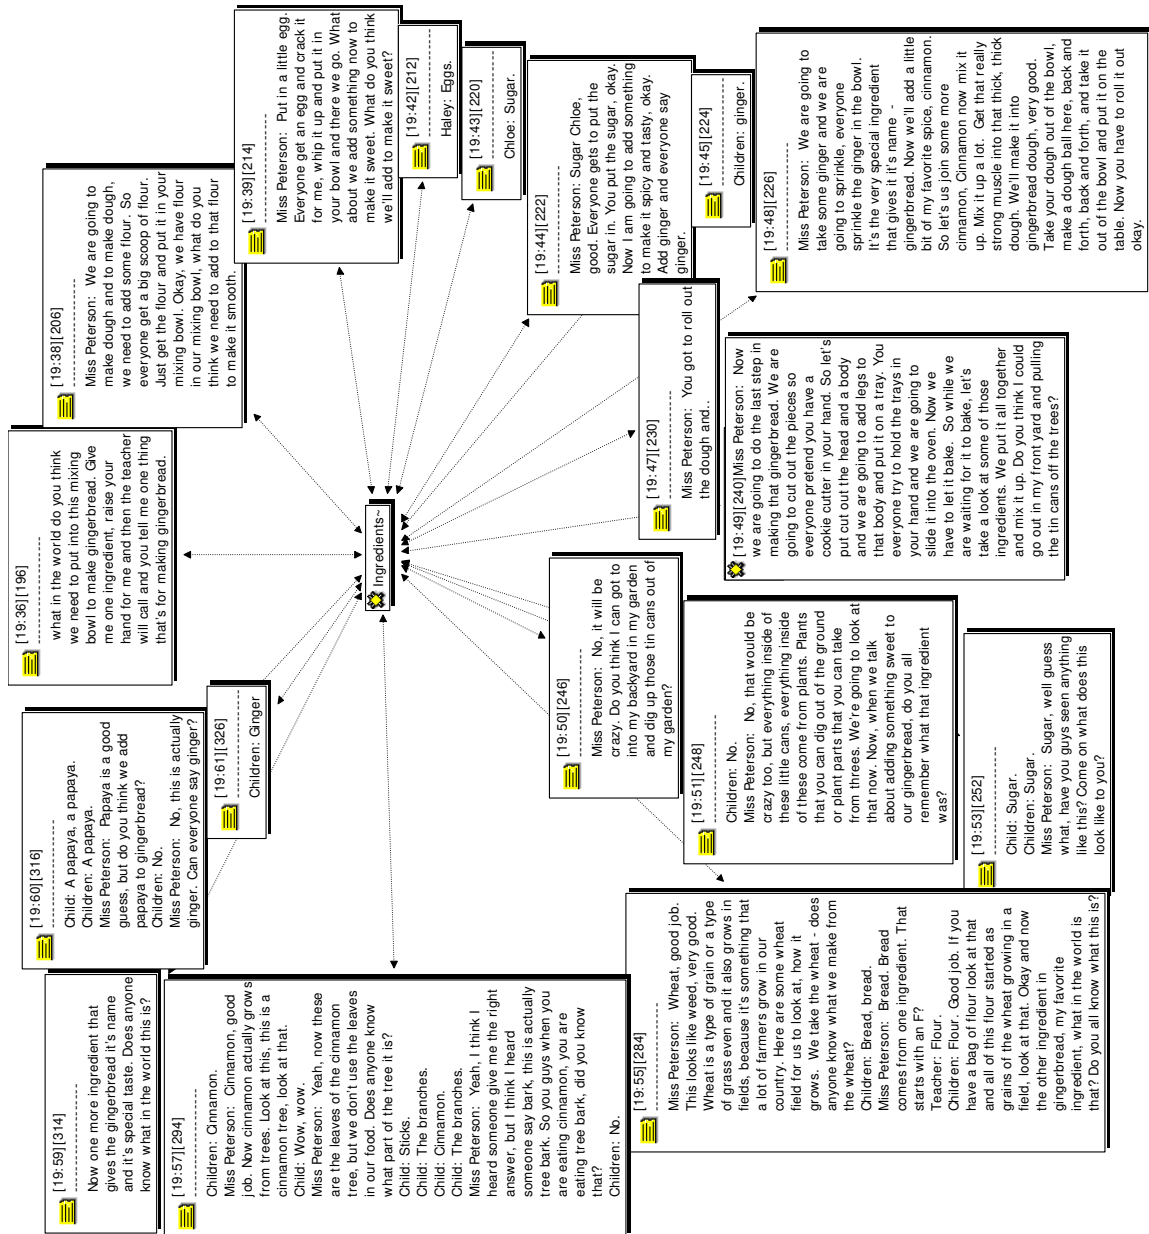 [19:59][314]
Now one more ingredient that
gives the gingerbread it's name
and it's special taste. Does anyone
know what in the world this is?
[19:60][316]
Child: A papaya, a papaya.
Children: A papaya.
Miss Peterson: Papaya is a good
guess, but do you think we add
papaya to gingerbread?
Children: No.
Miss Peterson: No, this is actually
ginger. Can everyone say ginger?
[19:36][196]
what in the world do you think
we need to put into this mixing
bowl to make gingerbread. Give
me one ingredient, raise your
hand for me and then the teacher
will call and you tell me one thing
that's for making gingerbread.
[19:38][206]
Miss Peterson: We are going to
make dough and to make dough,
we need to add some flour. So
everyone get a big scoop of flour.
Just get the flour and put it in your
mixing bowl. Okay, we have flour
in our mixing bowl, what do you
think we need to add to that flour
to make it smooth.
[19:39][214]
Miss Peterson: Put in a little egg.
Everyone get an egg and crack it
for me, whip it up and put it in
your bowl and there we go. What
about we add something now to
make it sweet. What do you think
we'll add to make it sweet?
[19:57][294]
Children: Cinnamon.
Miss Peterson: Cinnamon, good
job. Now cinnamon actually grows
from trees. Look at this, this is a
cinnamon tree, look at that.
Child: Wow, wow.
Miss Peterson: Yeah, now these
are the leaves of the cinnamon
tree, but we don't use the leaves
in our food. Does anyone know
what part of the tree it is?
Child: Sticks.
Child: The branches.
Child: Cinnamon.
Child: The branches.
Miss Peterson: Yeah, I think I
heard someone give me the right
answer, but I think I heard
someone say bark, this is actually
tree bark. So you guys when you
are eating cinnamon, you are
eating tree bark, did you know
that?
Children: No.
[19:61][326]
Children: Ginger
Ingredients~
[19:42][212]
Haley: Eggs.
[19:43][220]
Chloe: Sugar.
[19:44][222]
Miss Peterson: Sugar Chloe,
good. Everyone gets to put the
sugar in. You put the sugar, okay.
Now I am going to add something
to make it spicy and tasty. okay.
Add ginger and everyone say
ginger.
[19:50][246]
Miss Peterson: No, it will be
crazy. Do you think I can got to
into my backyard in my garden
and dig up those tin cans out of
my garden?
[19:47][230]
Miss Peterson: You got to roll out
the dough and..
[19:45][224]
Children: ginger.
[19:55][284]
Miss Peterson: Wheat, good job.
This looks like weed, very good.
Wheat is a type of grain or a type
of grass even and it also grows in
fields, because it's something that
a lot of farmers grow in our
country. Here are some wheat
field for us to look at, how it
grows. We take the wheat - does
anyone know what we make from
the wheat?
Children: Bread, bread.
Miss Peterson: Bread. Bread
comes from one ingredient. That
starts with an F?
Teacher: Flour.
Children: Flour. Good job. If you
have a bag of flour look at that
and all of this flour started as
grains of the wheat growing in a
field, look at that. Okay and now
the other ingredient in
gingerbread, my favorite
ingredient, what in the world is
that? Do you all know what this is?
[19:51][248]
Children: No.
Miss Peterson: No, that would be
crazy too, but everything inside of
these little cans, everything inside
of these come from plants. Plants
that you can dig out of the ground
or plant parts that you can take
from threes. We're going to look at
that now. Now, when we talk
about adding something sweet to
our gingerbread, do you all
remember what that ingredient
was?
[19:49][240]Miss Peterson: Now
we are going to do the last step in
making that gingerbread. We are
going to cut out the pieces so
everyone pretend you have a
cookie cutter in your hand. So let's
put cut out the head and a body
and we are going to add legs to
that body and put it on a tray. You
everyone try to hold the trays in
your hand and we are going to
slide it into the oven. Now we
have to let it bake. So while we
are waiting for it to bake, let's
take a look at some of those
ingredients. We put it all together
and mix it up. Do you think I could
go out in my front yard and pulling
the tin cans off the trees?
[19:48][226]
Miss Peterson: We are going to
take some ginger and we are
going to sprinkle, everyone
sprinkle the ginger in the bowl.
It's the very special ingredient
that gives it it's name -
gingerbread. Now we'll add a little
bit of my favorite spice, cinnamon.
So let's us join some more
cinnamon, Cinnamon now mix it
up. Mix it up a lot. Get that really
strong muscle into that thick, thick
dough. We'll make it into
gingerbread dough, very good.
Take your dough out of the bowl,
make a dough ball here, back and
forth, back and forth, and take it
out of the bowl and put it on the
table. Now you have to roll it out
okay.
[19:53][252]
Child: Sugar.
Children: Sugar.
Miss Peterson: Sugar, well guess
what, have you guys seen anything
like this? Come on what does this
look like to you?